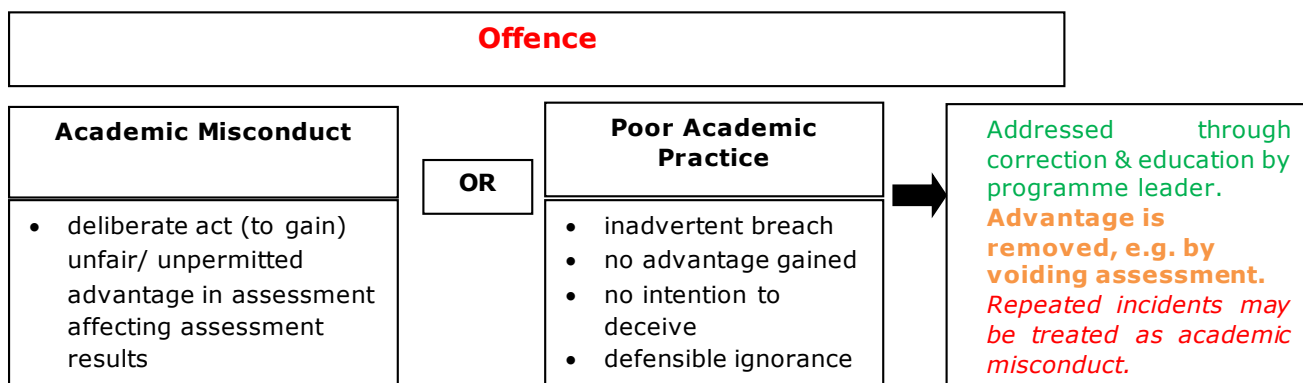 Offence
Academic Misconduct
• deliberate act (to gain)
unfair/ unpermitted
advantage in assessment
affecting assessment
results
OR
Poor Academic
Practice
• inadvertent breach
• no advantage gained
• no intention to
deceive
• defensible ignorance
Addressed through
correction & education by
programme leader.
Advantage is
removed, e.g. by
voiding assessment.
Repeated incidents may
be treated as academic
misconduct.